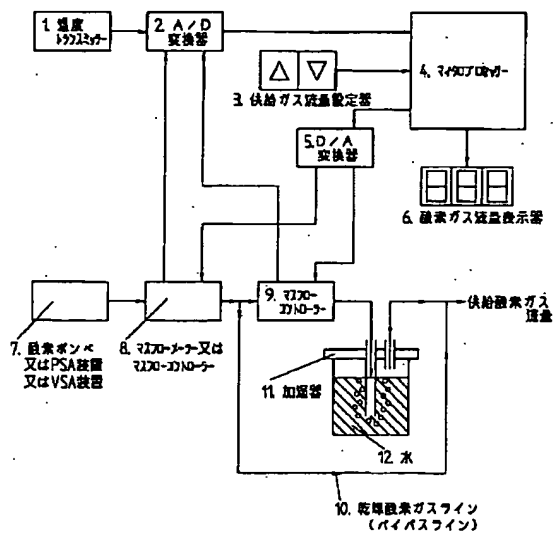 1. 温度
トランスミッター
2. A/D
変換器
3. 供給ガス流量設定器
4. マイクロプロセッサー
5. D/A
変換器
6. 酸素ガス流量表示器
7. 酸素ボンベ
又はPSA装置
又はVSA装置
8. マスフローメーター又は
マスフローコントローラー
9. マスフロー
コントローラー
供給酸素ガス
流量
11. 加湿器
12. 水
10. 乾燥酸素ガスライン
(バイパスライン)